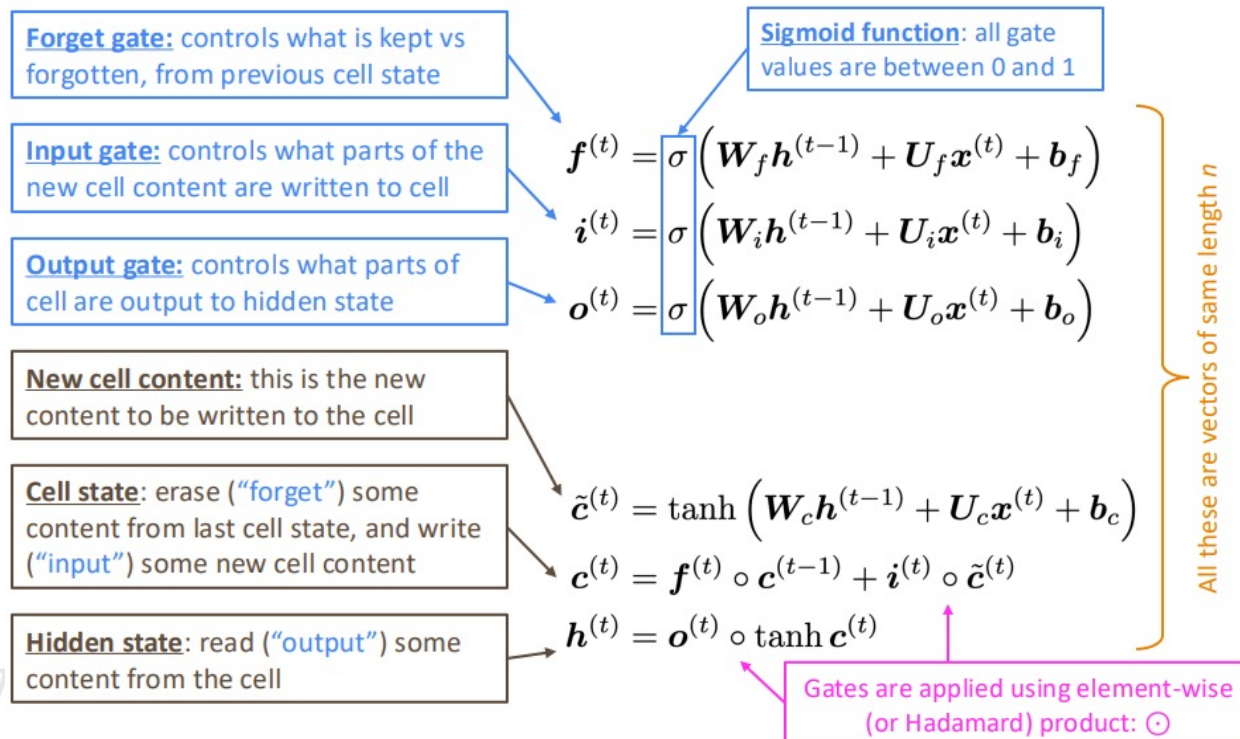 Forget gate: controls what is kept vs
forgotten, from previous cell state
Sigmoid function: all gate
values are between 0 and 1
Input gate: controls what parts of the
new cell content are written to cell
Output gate: controls what parts of
cell are output to hidden state
𝒇⁽ᵗ⁾ = σ (𝑾_f 𝒉⁽ᵗ⁻¹⁾ + 𝑼_f 𝒙⁽ᵗ⁾ + 𝒃_f)
𝒊⁽ᵗ⁾ = σ (𝑾_i 𝒉⁽ᵗ⁻¹⁾ + 𝑼_i 𝒙⁽ᵗ⁾ + 𝒃_i)
𝒐⁽ᵗ⁾ = σ (𝑾_o 𝒉⁽ᵗ⁻¹⁾ + 𝑼_o 𝒙⁽ᵗ⁾ + 𝒃_o)
New cell content: this is the new
content to be written to the cell
Cell state: erase (“forget”) some
content from last cell state, and write
(“input”) some new cell content
Hidden state: read (“output”) some
content from the cell
𝒄̃⁽ᵗ⁾ = tanh (𝑾_c 𝒉⁽ᵗ⁻¹⁾ + 𝑼_c 𝒙⁽ᵗ⁾ + 𝒃_c)
𝒄⁽ᵗ⁾ = 𝒇⁽ᵗ⁾ ∘ 𝒄⁽ᵗ⁻¹⁾ + 𝒊⁽ᵗ⁾ ∘ 𝒄̃⁽ᵗ⁾
𝒉⁽ᵗ⁾ = 𝒐⁽ᵗ⁾ ∘ tanh 𝒄⁽ᵗ⁾
Gates are applied using element-wise
(or Hadamard) product: ⊙
All these are vectors of same length n